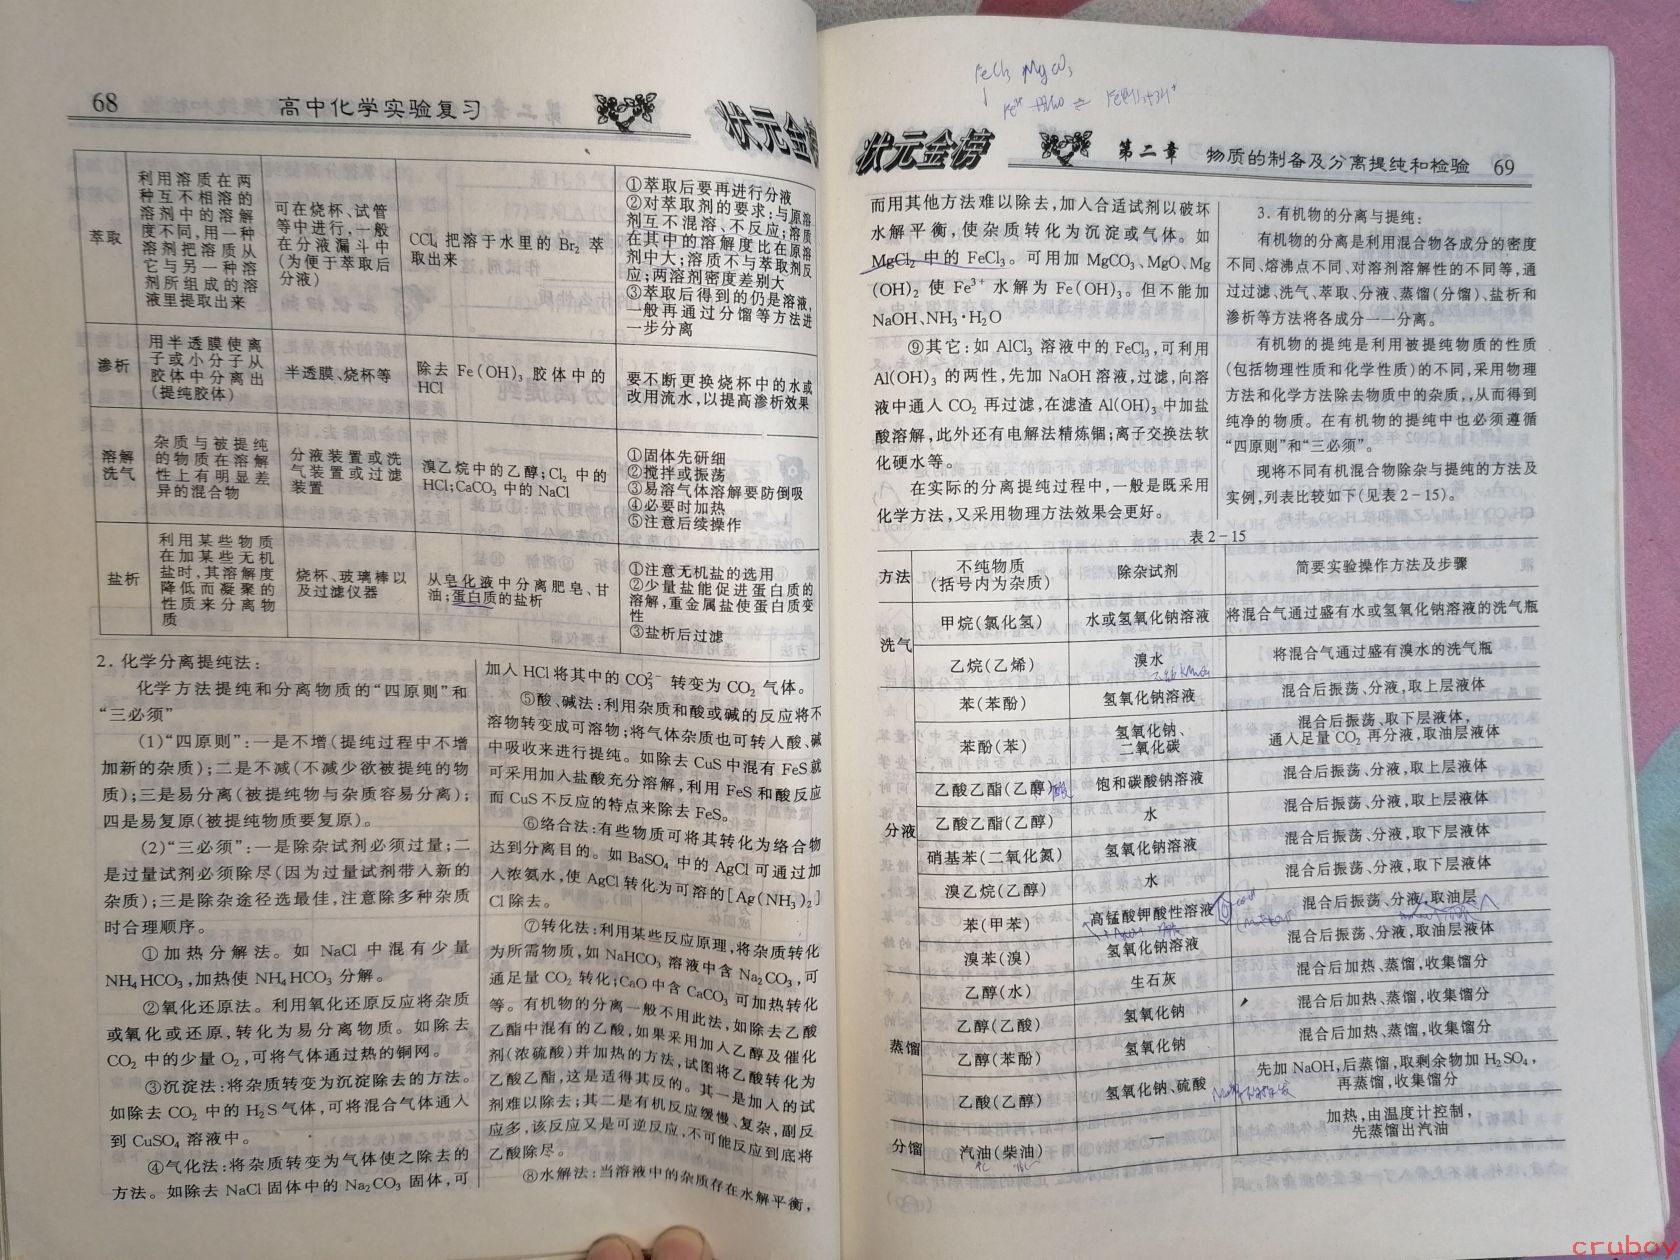 68 高中化学实验复习 状元金榜
萃取
利用溶质在两
种互不相溶的
溶剂中的溶解
度不同,用一种
溶剂把溶质从
它与另一种溶
剂所组成的溶
液里提取出来
可在烧杯、试管
等中进行,一般
在分液漏斗中
(为便于萃取后
分液)
CCl₄ 把溶于水里的 Br₂ 萃
取出来
①萃取后要再进行分液
②对萃取剂的要求:与原溶
剂互不混溶、不反应;溶质
在其中的溶解度比在原溶
剂中大;溶质不与萃取剂反
应;两溶剂密度差别大
③萃取后得到的仍是溶液,
一般再通过分馏等方法进
一步分离
渗析
用半透膜使离
子或小分子从
胶体中分离出
(提纯胶体)
半透膜、烧杯等
除去 Fe(OH)₃ 胶体中的
HCl
要不断更换烧杯中的水或
改用流水,以提高渗析效果
溶解
洗气
杂质与被提纯
的物质在溶解
性上有明显差
异的混合物
分液装置或洗
气装置或过滤
装置
溴乙烷中的乙醇;Cl₂ 中的
HCl;CaCO₃ 中的 NaCl
①固体先研细
②搅拌或振荡
③易溶气体溶解要防倒吸
④必要时加热
⑤注意后续操作
盐析
利用某些物质
在加某些无机
盐时,其溶解度
降低而凝聚的
性质来分离物
质
烧杯、玻璃棒以
及过滤仪器
从皂化液中分离肥皂、甘
油;蛋白质的盐析
①注意无机盐的选用
②少量盐能促进蛋白质的
溶解,重金属盐使蛋白质变
性
③盐析后过滤
2. 化学分离提纯法:
化学方法提纯和分离物质的“四原则”和
“三必须”
(1)“四原则”:一是不增(提纯过程中不增
加新的杂质);二是不减(不减少欲被提纯的物
质);三是易分离(被提纯物与杂质容易分离);
四是易复原(被提纯物质要复原)。
(2)“三必须”:一是除杂试剂必须过量;二
是过量试剂必须除尽(因为过量试剂带入新的
杂质);三是除杂途径选最佳,注意除多种杂质
时合理顺序。
①加热分解法。如 NaCl 中混有少量
NH₄HCO₃,加热使 NH₄HCO₃ 分解。
②氧化还原法。利用氧化还原反应将杂质
或氧化或还原,转化为易分离物质。如除去
CO₂ 中的少量 O₂,可将气体通过热的铜网。
③沉淀法:将杂质转变为沉淀除去的方法。
如除去 CO₂ 中的 H₂S 气体,可将混合气体通入
到 CuSO₄ 溶液中。
④气化法:将杂质转变为气体使之除去的
方法。如除去 NaCl 固体中的 Na₂CO₃ 固体,可
加入 HCl 将其中的 CO₃²⁻ 转变为 CO₂ 气体。
⑤酸、碱法:利用杂质和酸或碱的反应将不
溶物转变成可溶物;将气体杂质也可转入酸、碱
中吸收来进行提纯。如除去 CuS 中混有 FeS 就
可采用加入盐酸充分溶解,利用 FeS 和酸反应
而 CuS 不反应的特点来除去 FeS。
⑥络合法:有些物质可将其转化为络合物
达到分离目的。如 BaSO₄ 中的 AgCl 可通过加
入浓氨水,使 AgCl 转化为可溶的[Ag(NH₃)₂]
Cl 除去。
⑦转化法:利用某些反应原理,将杂质转化
为所需物质,如 NaHCO₃ 溶液中含 Na₂CO₃,可
通足量 CO₂ 转化;CaO 中含 CaCO₃ 可加热转化
等。有机物的分离一般不用此法,如除去乙酸
乙酯中混有的乙酸,如果采用加入乙醇及催化
剂(浓硫酸)并加热的方法,试图将乙酸转化为
乙酸乙酯,这是适得其反的。其一是加入的试
剂难以除去;其二是有机反应缓慢、复杂,副反
应多,该反应又是可逆反应,不可能反应到底将
乙酸除尽。
⑧水解法:当溶液中的杂质存在水解平衡,
FeCl₃ MgCO₃
状元金榜 第二章 物质的制备及分离提纯和检验 69
而用其他方法难以除去,加入合适试剂以破坏
水解平衡,使杂质转化为沉淀或气体。如
MgCl₂ 中的 FeCl₃。可用加 MgCO₃、MgO、Mg
(OH)₂ 使 Fe³⁺ 水解为 Fe(OH)₃。但不能加
NaOH、NH₃·H₂O
⑨其它:如 AlCl₃ 溶液中的 FeCl₃,可利用
Al(OH)₃ 的两性,先加 NaOH 溶液,过滤,向溶
液中通入 CO₂ 再过滤,在滤渣 Al(OH)₃ 中加盐
酸溶解,此外还有电解法精炼铜;离子交换法软
化硬水等。
在实际的分离提纯过程中,一般是既采用
化学方法,又采用物理方法效果会更好。
3. 有机物的分离与提纯:
有机物的分离是利用混合物各成分的密度
不同、熔沸点不同、对溶剂溶解性的不同等,通
过过滤、洗气、萃取、分液、蒸馏(分馏)、盐析和
渗析等方法将各成分一一分离。
有机物的提纯是利用被提纯物质的性质
(包括物理性质和化学性质)的不同,采用物理
方法和化学方法除去物质中的杂质,,从而得到
纯净的物质。在有机物的提纯中也必须遵循
“四原则”和“三必须”。
现将不同有机混合物除杂与提纯的方法及
实例,列表比较如下(见表 2-15)。
表 2-15
方法 不纯物质(括号内为杂质) 除杂试剂 简要实验操作方法及步骤
洗气 甲烷(氯化氢) 水或氢氧化钠溶液 将混合气通过盛有水或氢氧化钠溶液的洗气瓶
乙烷(乙烯) 溴水 将混合气通过盛有溴水的洗气瓶
分液 苯(苯酚) 氢氧化钠溶液 混合后振荡、分液,取上层液体
苯酚(苯) 氢氧化钠、二氧化碳 混合后振荡、取下层液体,
通入足量 CO₂ 再分液,取油层液体
乙酸乙酯(乙醇) 酸 饱和碳酸钠溶液 混合后振荡、分液,取上层液体
乙酸乙酯(乙醇) 水 混合后振荡、分液,取上层液体
硝基苯(二氧化氮) 氢氧化钠溶液 混合后振荡、分液,取下层液体
溴乙烷(乙醇) 水 混合后振荡、分液,取下层液体
苯(甲苯) 高锰酸钾酸性溶液 混合后振荡、分液,取油层
溴苯(溴) 氢氧化钠溶液 混合后振荡、分液,取油层液体
蒸馏 乙醇(水) 生石灰 混合后加热、蒸馏,收集馏分
乙醇(乙酸) 氢氧化钠 混合后加热、蒸馏,收集馏分
乙醇(苯酚) 氢氧化钠 混合后加热、蒸馏,收集馏分
乙酸(乙醇) 氢氧化钠、硫酸 先加 NaOH,后蒸馏,取剩余物加 H₂SO₄,
再蒸馏,收集馏分
分馏 汽油(柴油) — 加热,由温度计控制,
先蒸馏出汽油
cruboy